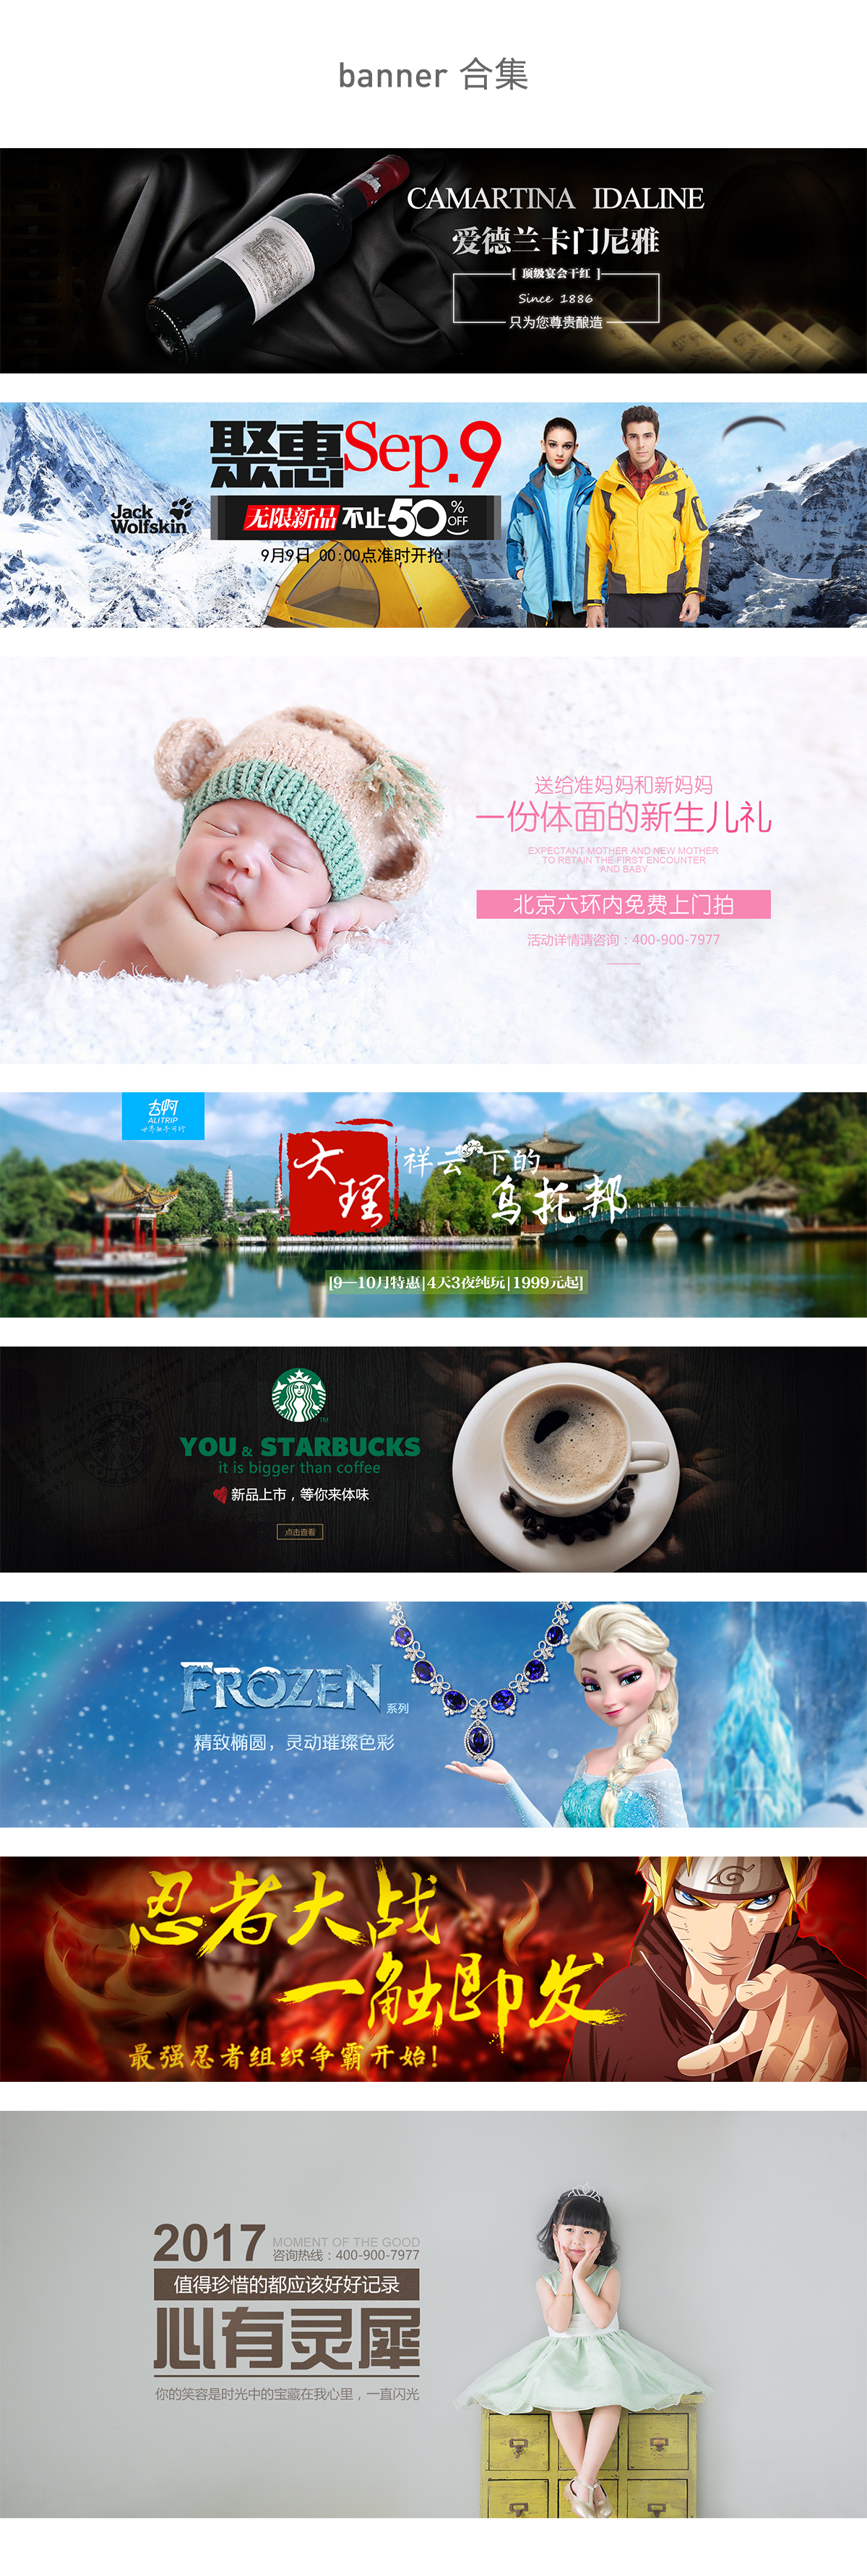 banner 合集
CAMARTINA IDALINE
爱德兰卡门尼雅
[ 顶级宴会干红 ]
Since 1886
只为您尊贵酿造
聚惠Sep.9
Jack
Wolfskin
无限新品 不止50%OFF
9月9日 00:00点准时开抢!
送给准妈妈和新妈妈
一份体面的新生儿礼
EXPECTANT MOTHER AND NEW MOTHER
TO RETAIN THE FIRST ENCOUNTER
AND BABY
北京六环内免费上门拍
活动详情请咨询：400-900-7977
去啊
ALITRIP
大理
祥云下的
乌托邦
[9—10月特惠|4天3夜纯玩|1999元起]
TM
YOU & STARBUCKS
it is bigger than coffee
新品上市，等你来体味
点击查看
FROZEN 系列
精致椭圆，灵动璀璨色彩
忍者大战
一触即发
最强忍者组织争霸开始!
2017 MOMENT OF THE GOOD
咨询热线：400-900-7977
值得珍惜的都应该好好记录
心有灵犀
你的笑容是时光中的宝藏在我心里，一直闪光